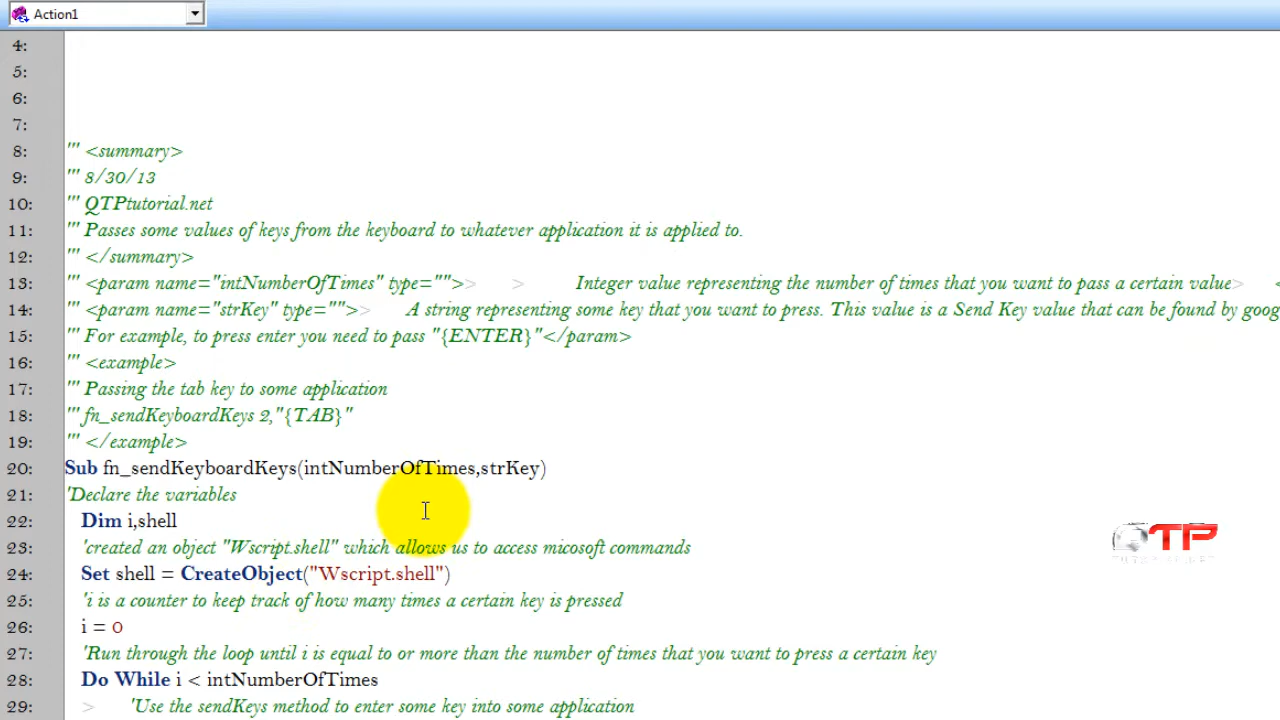 Action1
4:
5:
6:
7:
8: ''' <summary>
9: ''' 8/30/13
10: ''' QTPtutorial.net
11: ''' Passes some values of keys from the keyboard to whatever application it is applied to.
12: ''' </summary>
13: ''' <param name="intNumberOfTimes" type="">> > Integer value representing the number of times that you want to pass a certain value> <
14: ''' <param name="strKey" type="">> A string representing some key that you want to press. This value is a Send Key value that can be found by goog
15: ''' For example, to press enter you need to pass "{ENTER}"</param>
16: ''' <example>
17: ''' Passing the tab key to some application
18: ''' fn_sendKeyboardKeys 2,"{TAB}"
19: ''' </example>
20: Sub fn_sendKeyboardKeys(intNumberOfTimes,strKey)
21: 'Declare the variables
22: Dim i,shell
23: 'created an object "Wscript.shell" which allows us to access micosoft commands
24: Set shell = CreateObject("Wscript.shell")
QTP
25: 'i is a counter to keep track of how many times a certain key is pressed
26: i = 0
27: 'Run through the loop until i is equal to or more than the number of times that you want to press a certain key
28: Do While i < intNumberOfTimes
29: > 'Use the sendKeys method to enter some key into some application